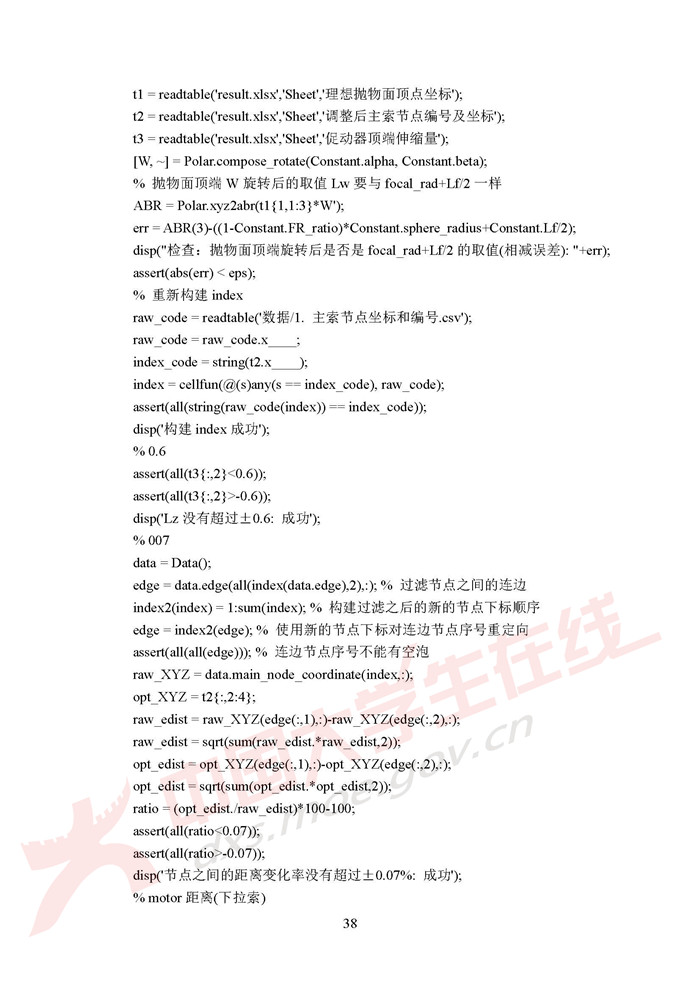 t1 = readtable('result.xlsx','Sheet','理想抛物面顶点坐标');
t2 = readtable('result.xlsx','Sheet','调整后主索节点编号及坐标');
t3 = readtable('result.xlsx','Sheet','促动器顶端伸缩量');
[W, ~] = Polar.compose_rotate(Constant.alpha, Constant.beta);
% 抛物面顶端 W 旋转后的取值 Lw 要与 focal_rad+Lf/2 一样
ABR = Polar.xyz2abr(t1{1,1:3}*W');
err = ABR(3)-((1-Constant.FR_ratio)*Constant.sphere_radius+Constant.Lf/2);
disp("检查：抛物面顶端旋转后是否是 focal_rad+Lf/2 的取值(相减误差): "+err);
assert(abs(err) < eps);
% 重新构建 index
raw_code = readtable('数据/1. 主索节点坐标和编号.csv');
raw_code = raw_code.x____;
index_code = string(t2.x____);
index = cellfun(@(s)any(s == index_code), raw_code);
assert(all(string(raw_code(index)) == index_code));
disp('构建 index 成功');
% 0.6
assert(all(t3{:,2}<0.6));
assert(all(t3{:,2}>-0.6));
disp('Lz 没有超过±0.6: 成功');
% 007
data = Data();
edge = data.edge(all(index(data.edge),2),:); % 过滤节点之间的连边
index2(index) = 1:sum(index); % 构建过滤之后的新的节点下标顺序
edge = index2(edge); % 使用新的节点下标对连边节点序号重定向
assert(all(all(edge))); % 连边节点序号不能有空泡
raw_XYZ = data.main_node_coordinate(index,:);
opt_XYZ = t2{:,2:4};
raw_edist = raw_XYZ(edge(:,1),:)-raw_XYZ(edge(:,2),:);
raw_edist = sqrt(sum(raw_edist.*raw_edist,2));
opt_edist = opt_XYZ(edge(:,1),:)-opt_XYZ(edge(:,2),:);
opt_edist = sqrt(sum(opt_edist.*opt_edist,2));
ratio = (opt_edist./raw_edist)*100-100;
assert(all(ratio<0.07));
assert(all(ratio>-0.07));
disp('节点之间的距离变化率没有超过±0.07%: 成功');
% motor 距离(下拉索)
38
中国大学生在线
dxs.moe.gov.cn